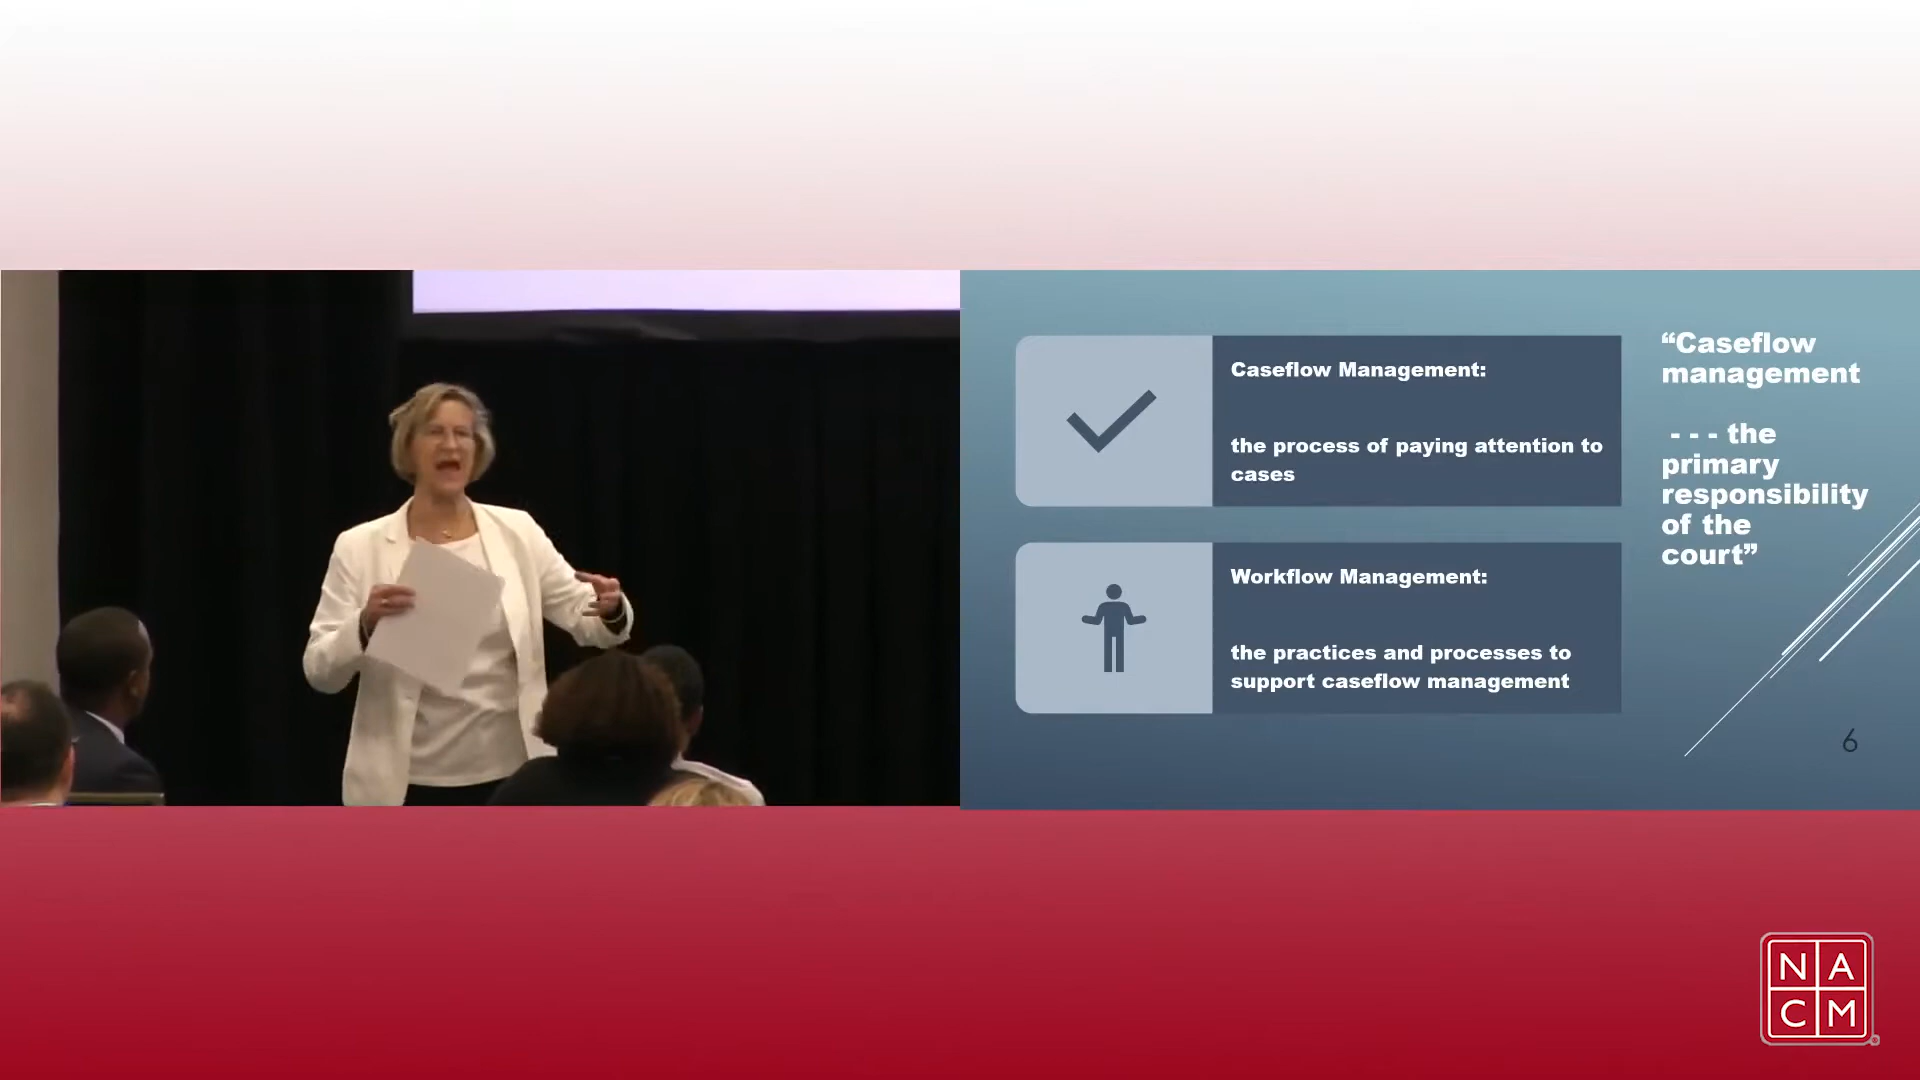 Caseflow Management:
the process of paying attention to
cases
Workflow Management:
the practices and processes to
support caseflow management
“Caseflow
management
- - - the
primary
responsibility
of the
court”
6
N A
C M